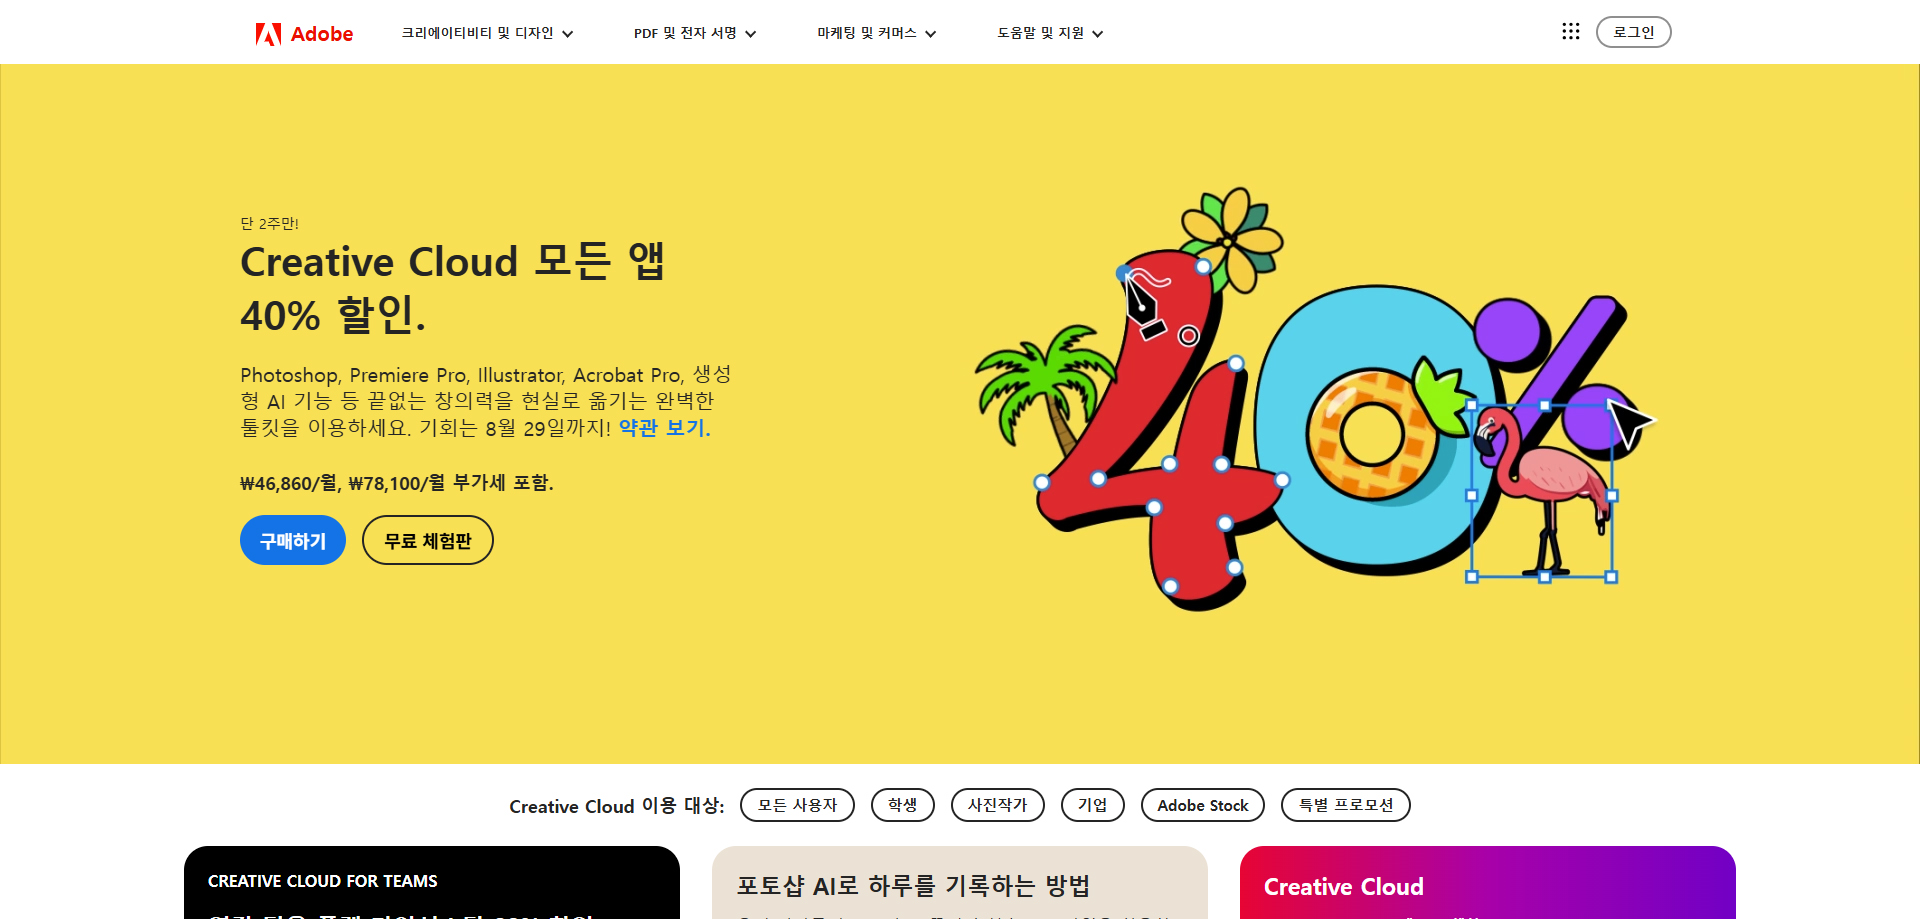 Adobe
크리에이티비티 및 디자인
PDF 및 전자 서명
마케팅 및 커머스
도움말 및 지원
로그인
단 2주만!
Creative Cloud 모든 앱
40% 할인.
Photoshop, Premiere Pro, Illustrator, Acrobat Pro, 생성
형 AI 기능 등 끝없는 창의력을 현실로 옮기는 완벽한
툴킷을 이용하세요. 기회는 8월 29일까지! 약관 보기.
₩46,860/월, ₩78,100/월 부가세 포함.
구매하기
무료 체험판
40%
Creative Cloud 이용 대상:
모든 사용자
학생
사진작가
기업
Adobe Stock
특별 프로모션
CREATIVE CLOUD FOR TEAMS
포토샵 AI로 하루를 기록하는 방법
Creative Cloud